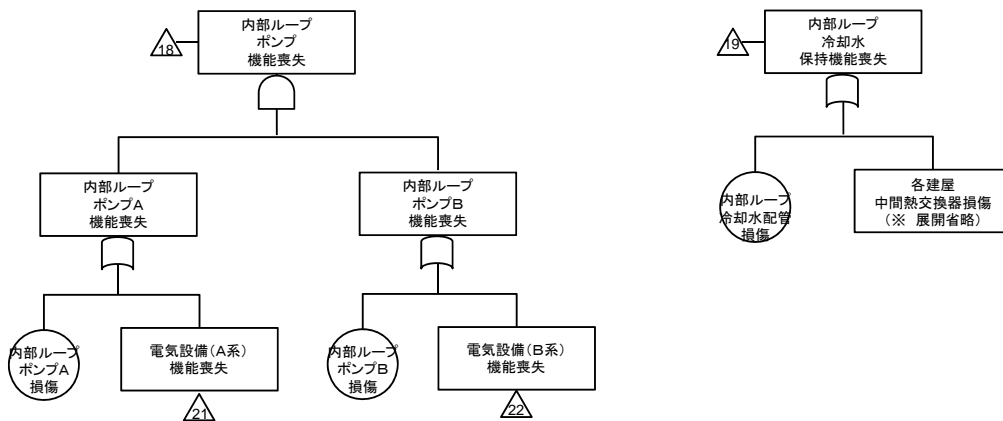 18
内部ループ
ポンプ
機能喪失
19
内部ループ
冷却水
保持機能喪失
内部ループ
ポンプA
機能喪失
内部ループ
ポンプB
機能喪失
内部ループ
冷却水配管
損傷
各建屋
中間熱交換器損傷
(※ 展開省略)
内部ループ
ポンプA
損傷
電気設備(A系)
機能喪失
21
内部ループ
ポンプB
損傷
電気設備(B系)
機能喪失
22